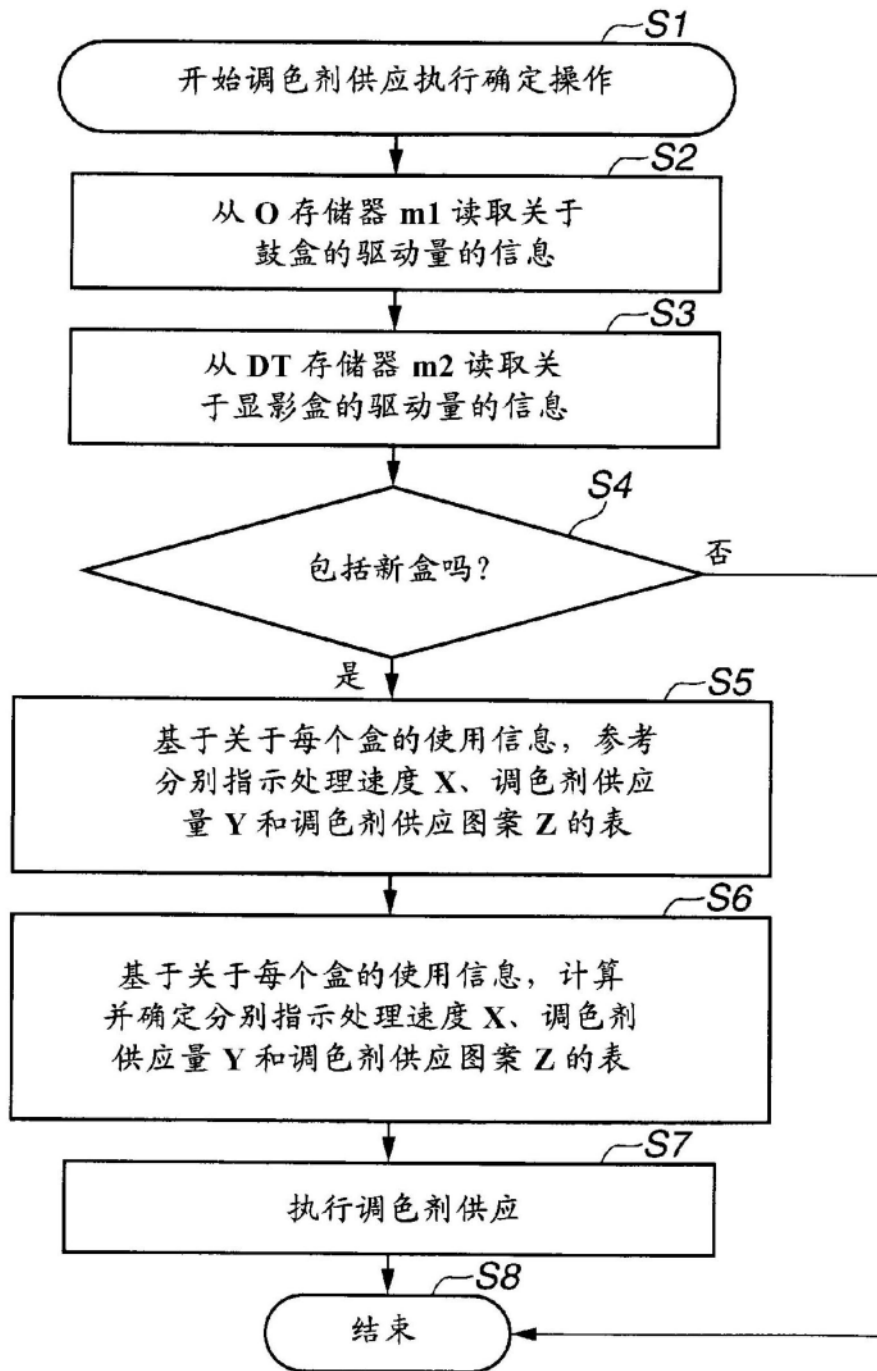 S1
开始调色剂供应执行确定操作
S2
从 O 存储器 m1 读取关于
鼓盒的驱动量的信息
S3
从 DT 存储器 m2 读取关
于显影盒的驱动量的信息
S4
包括新盒吗？
否
是
S5
基于关于每个盒的使用信息，参考
分别指示处理速度 X、调色剂供应
量 Y 和调色剂供应图案 Z 的表
S6
基于关于每个盒的使用信息，计算
并确定分别指示处理速度 X、调色剂
供应量 Y 和调色剂供应图案 Z 的表
S7
执行调色剂供应
S8
结束